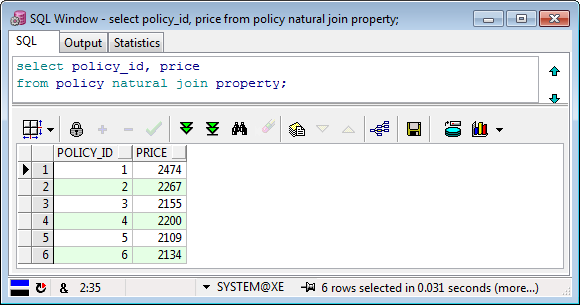 SQL Window - select policy_id, price from policy natural join property;
SQL Output Statistics
select policy_id, price
from policy natural join property;
POLICY_ID PRICE
1 1 2474
2 2 2267
3 3 2155
4 4 2200
5 5 2109
6 6 2134
& 2:35 SYSTEM@XE 6 rows selected in 0.031 seconds (more...)